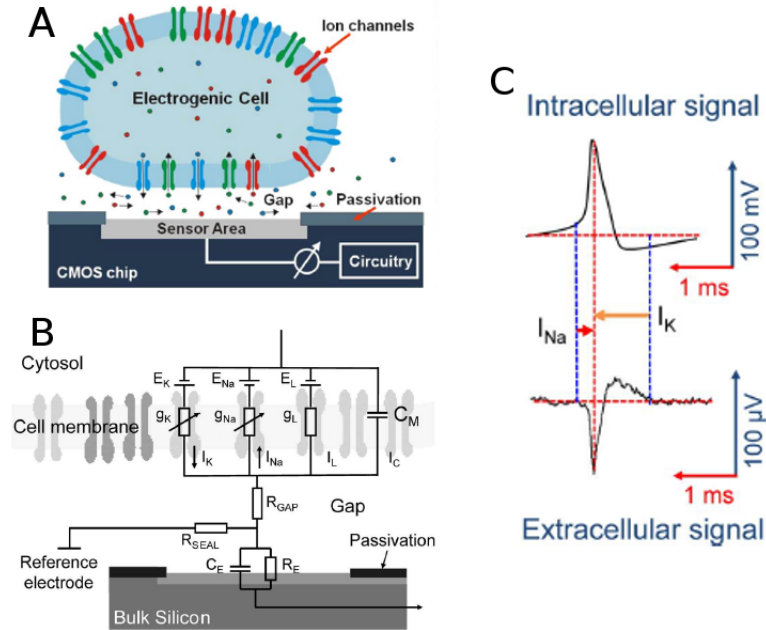 A
Ion channels
Electrogenic Cell
Gap
Passivation
Sensor Area
CMOS chip
Circuitry
B
Cytosol
E_K
E_Na
E_L
Cell membrane
g_K
g_Na
g_L
C_M
I_K
I_Na
I_L
I_C
R_GAP
Gap
R_SEAL
Reference
electrode
C_E
R_E
Passivation
Bulk Silicon
C
Intracellular signal
100 mV
1 ms
I_Na
I_K
100 µV
1 ms
Extracellular signal